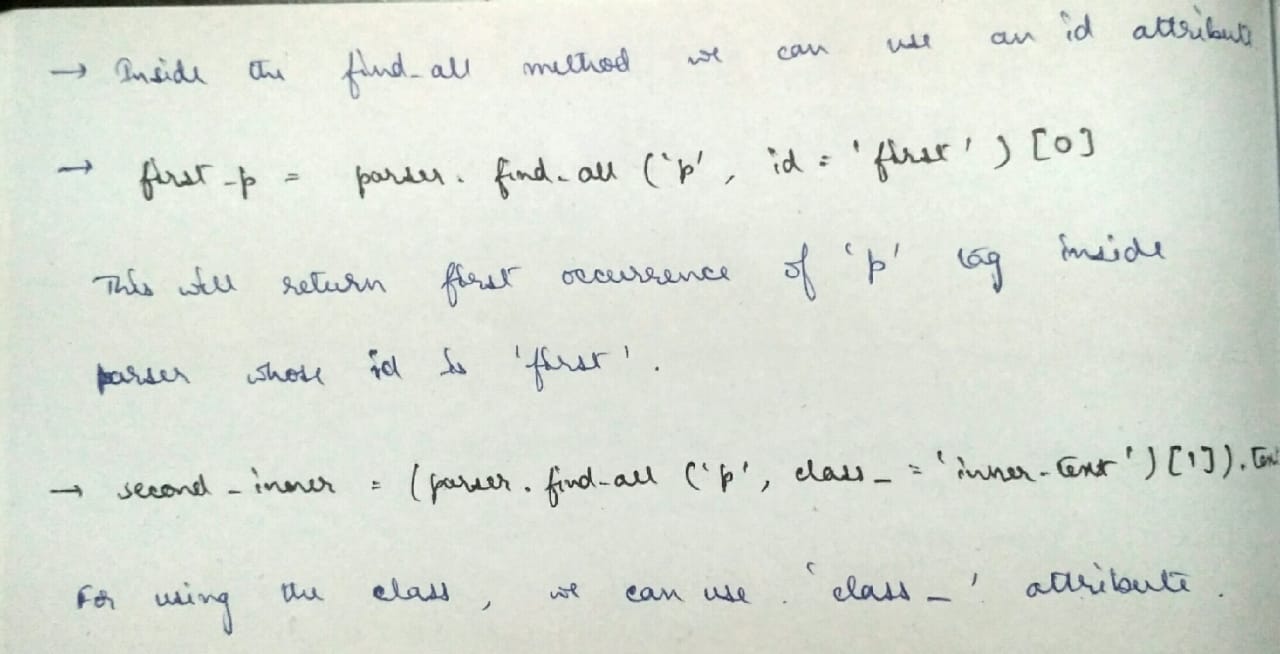 → Inside the find_all method we can use an id attribute
→ first_p = parser.find_all ('p', id = 'first') [0]
This will return first occurrence of 'p' tag inside
parser whose id is 'first'.
→ second_inner = (parser.find_all ('p', class_ = 'inner-text') [1]).
For using the class, we can use 'class_' attribute.